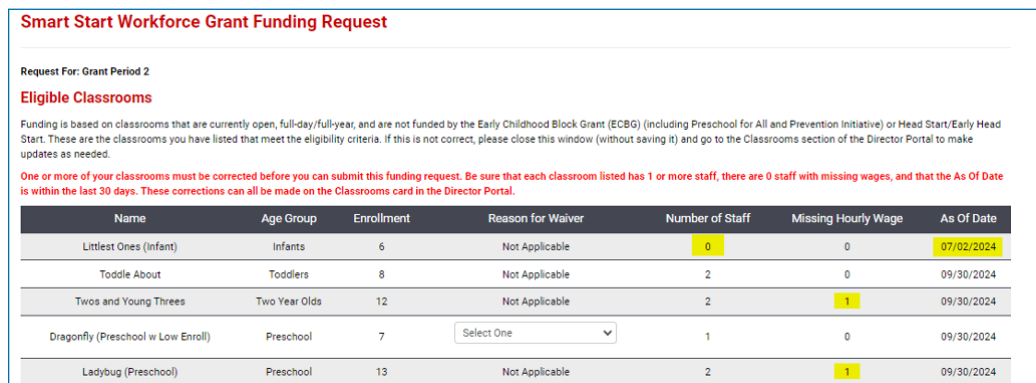 Smart Start Workforce Grant Funding Request
Request For: Grant Period 2
Eligible Classrooms
Funding is based on classrooms that are currently open, full-day/full-year, and are not funded by the Early Childhood Block Grant (ECBG) (including Preschool for All and Prevention Initiative) or Head Start/Early Head
Start. These are the classrooms you have listed that meet the eligibility criteria. If this is not correct, please close this window (without saving it) and go to the Classrooms section of the Director Portal to make
updates as needed.
One or more of your classrooms must be corrected before you can submit this funding request. Be sure that each classroom listed has 1 or more staff, there are 0 staff with missing wages, and that the As Of Date
is within the last 30 days. These corrections can all be made on the Classrooms card in the Director Portal.
Name Age Group Enrollment Reason for Waiver Number of Staff Missing Hourly Wage As Of Date
Littlest Ones (Infant) Infants 6 Not Applicable 0 0 07/02/2024
Toddle About Toddlers 8 Not Applicable 2 0 09/30/2024
Twos and Young Threes Two Year Olds 12 Not Applicable 2 1 09/30/2024
Dragonfly (Preschool w Low Enroll) Preschool 7 Select One 1 0 09/30/2024
Ladybug (Preschool) Preschool 13 Not Applicable 2 1 09/30/2024